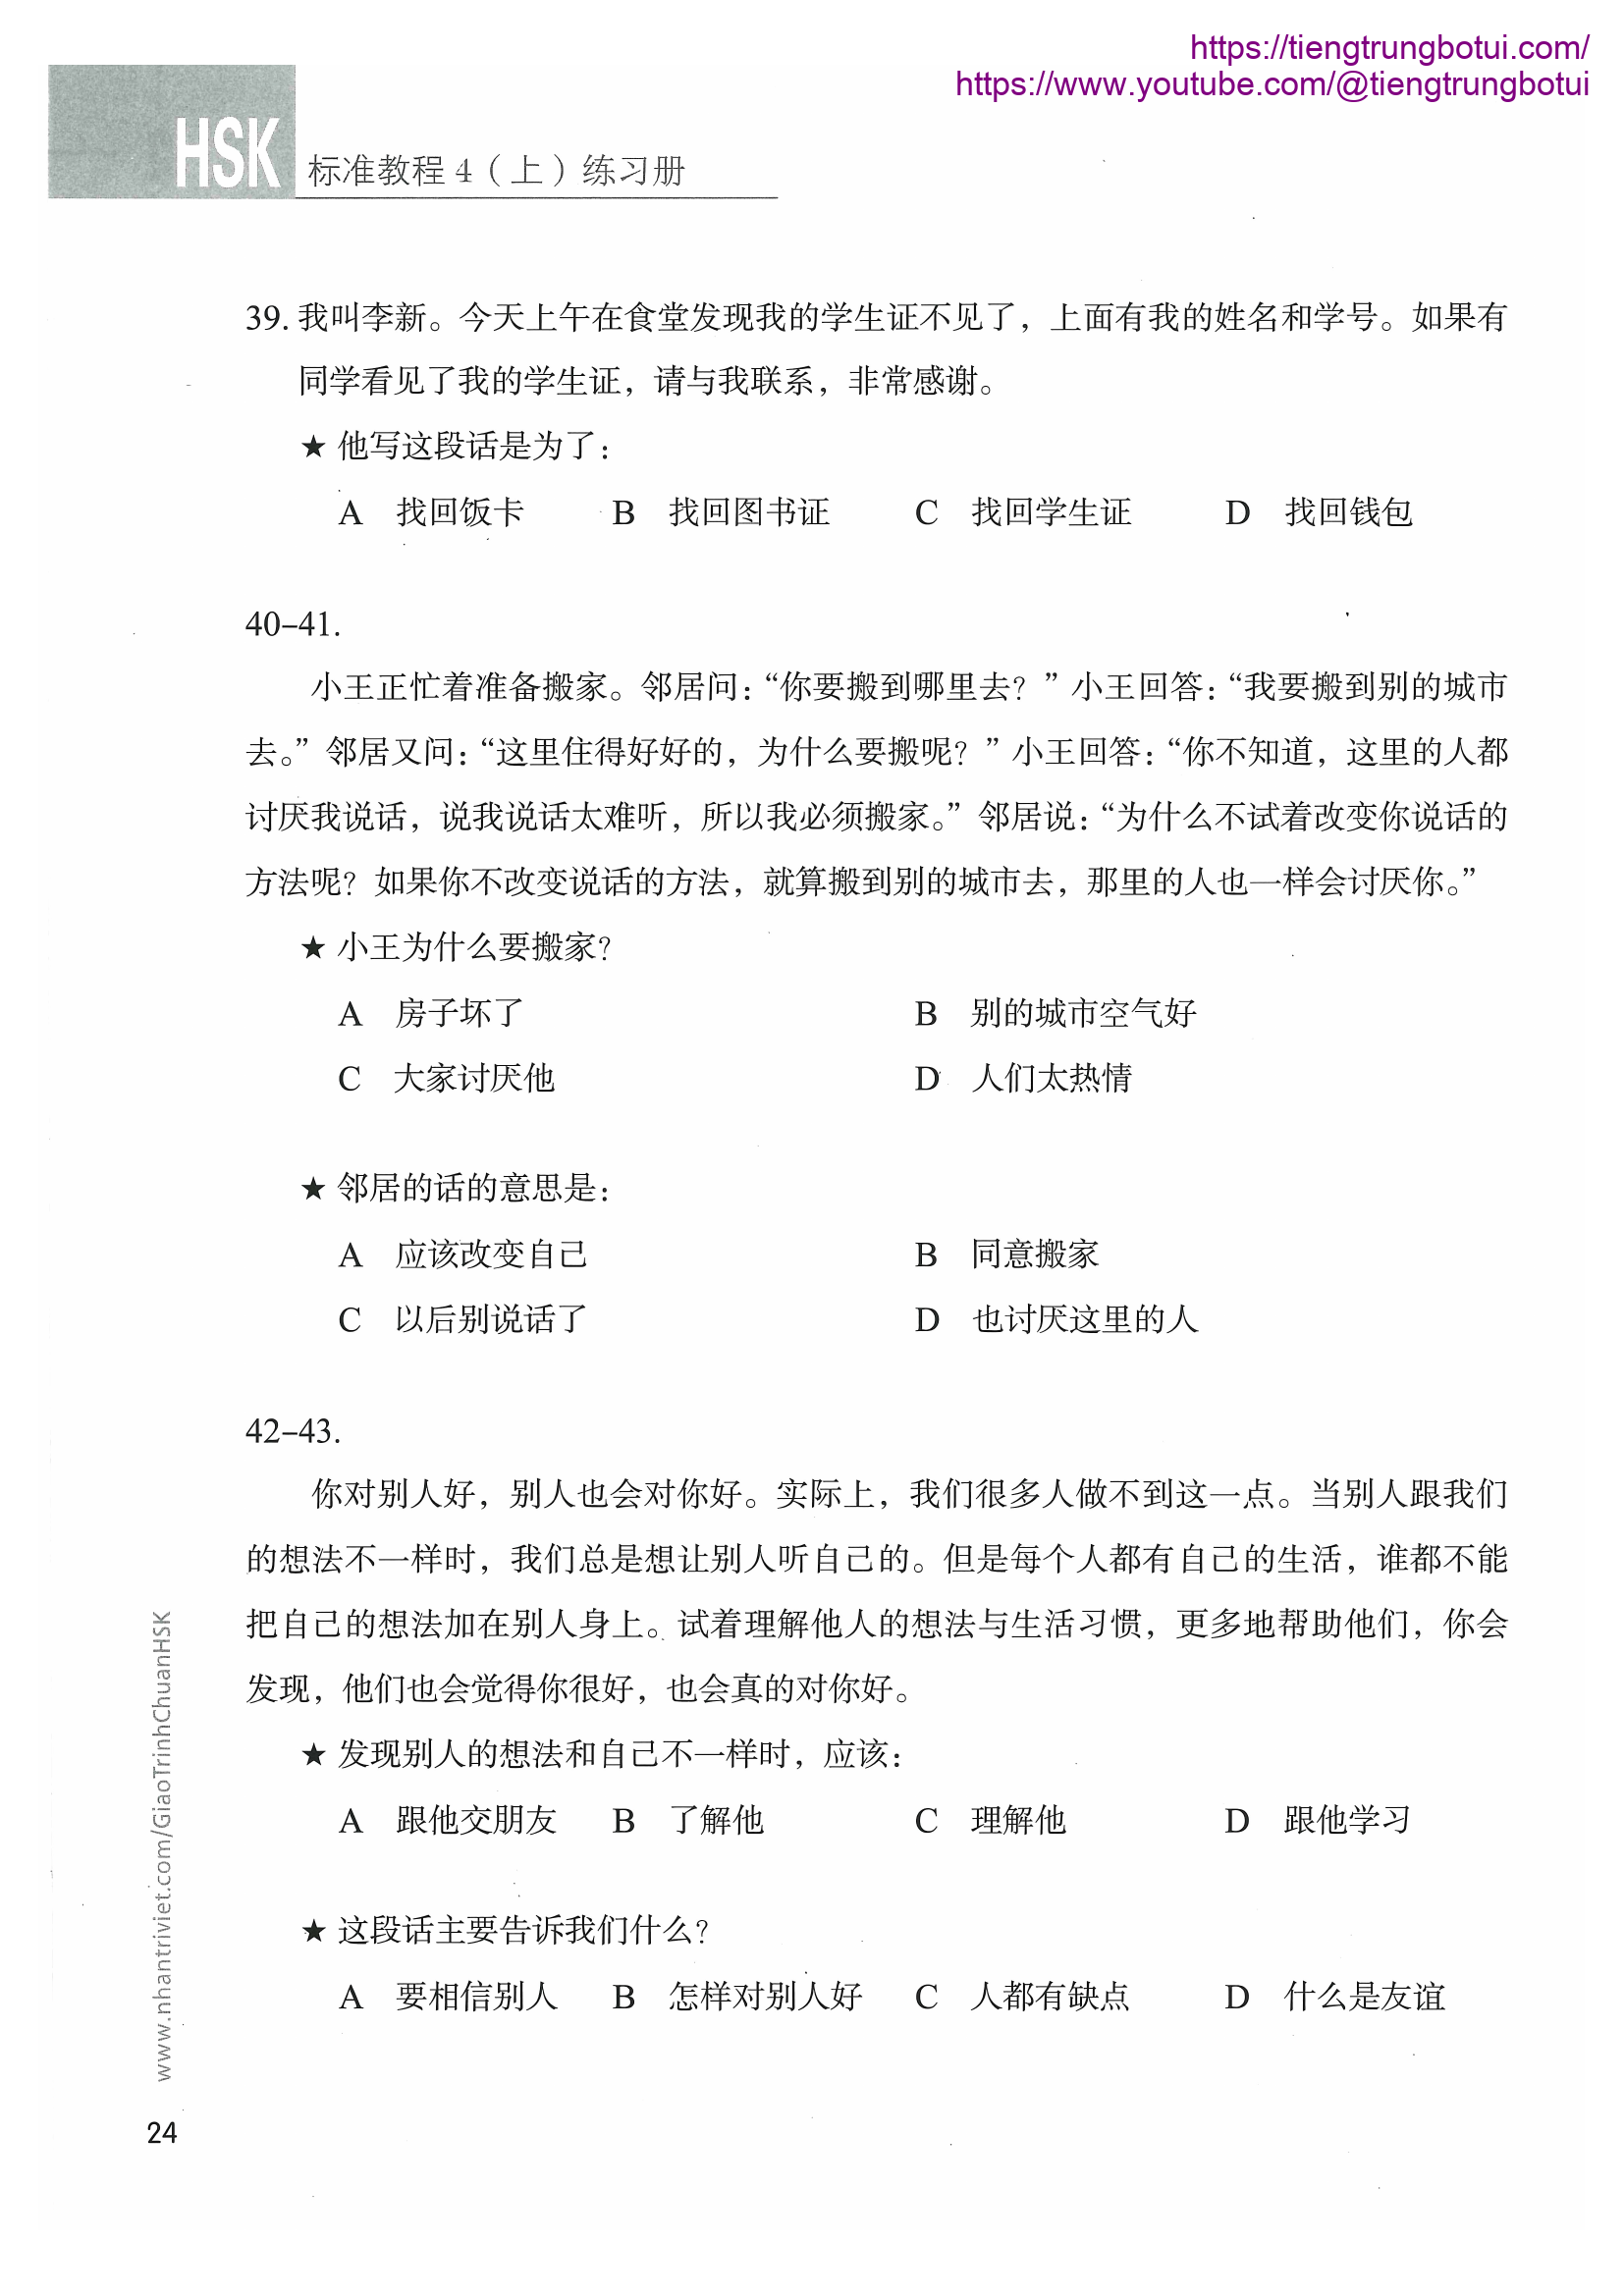 https://tiengtrungbotui.com/
https://www.youtube.com/@tiengtrungbotui
HSK 标准教程 4（上）练习册
39. 我叫李新。今天上午在食堂发现我的学生证不见了，上面有我的姓名和学号。如果有
同学看见了我的学生证，请与我联系，非常感谢。
★ 他写这段话是为了：
A 找回饭卡 B 找回图书证 C 找回学生证 D 找回钱包
40–41.
小王正忙着准备搬家。邻居问：“你要搬到哪里去？”小王回答：“我要搬到别的城市
去。”邻居又问：“这里住得好好的，为什么要搬呢？”小王回答：“你不知道，这里的人都
讨厌我说话，说我说话太难听，所以我必须搬家。”邻居说：“为什么不试着改变你说话的
方法呢？如果你不改变说话的方法，就算搬到别的城市去，那里的人也一样会讨厌你。”
★ 小王为什么要搬家？
A 房子坏了 B 别的城市空气好
C 大家讨厌他 D 人们太热情
★ 邻居的话的意思是：
A 应该改变自己 B 同意搬家
C 以后别说话了 D 也讨厌这里的人
42–43.
你对别人好，别人也会对你好。实际上，我们很多人做不到这一点。当别人跟我们
的想法不一样时，我们总是想让别人听自己的。但是每个人都有自己的生活，谁都不能
把自己的想法加在别人身上。试着理解他人的想法与生活习惯，更多地帮助他们，你会
发现，他们也会觉得你很好，也会真的对你好。
★ 发现别人的想法和自己不一样时，应该：
A 跟他交朋友 B 了解他 C 理解他 D 跟他学习
★ 这段话主要告诉我们什么？
A 要相信别人 B 怎样对别人好 C 人都有缺点 D 什么是友谊
www.nhantriviet.com/GiaoTrinhChuanHSK
24